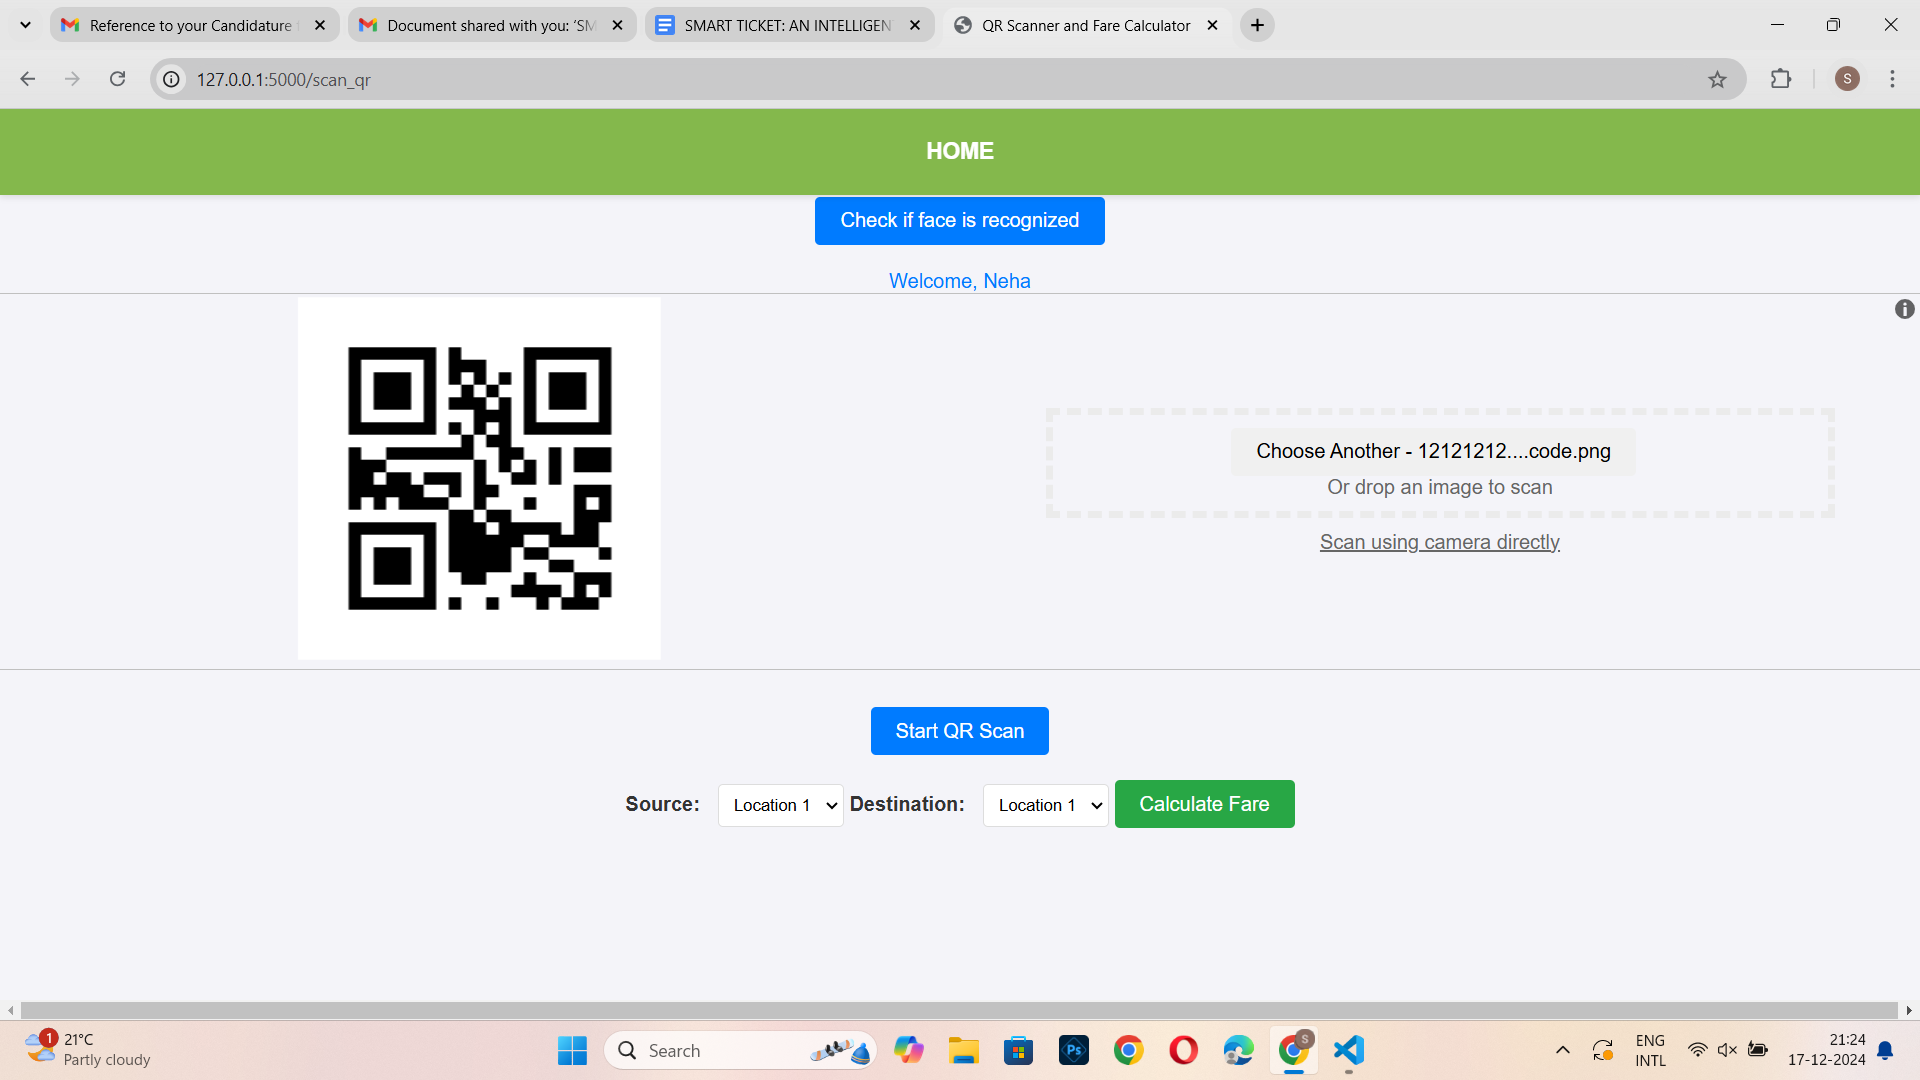 Reference to your Candidature
Document shared with you: ‘SM
SMART TICKET: AN INTELLIGEN
QR Scanner and Fare Calculator
127.0.0.1:5000/scan_qr
S
HOME
Check if face is recognized
Welcome, Neha
Choose Another - 12121212....code.png
Or drop an image to scan
Scan using camera directly
Start QR Scan
Source: Location 1 Destination: Location 1 Calculate Fare
1
21°C
Partly cloudy
Search
Ps
S
ENG
INTL
21:24
17-12-2024